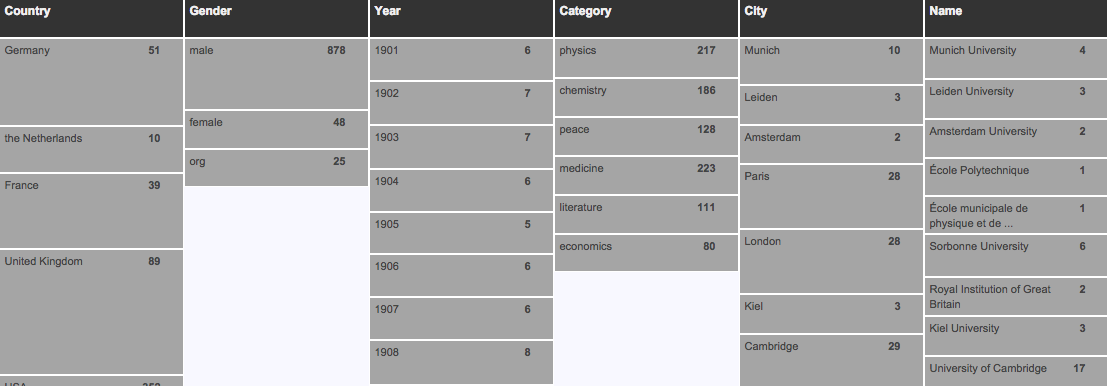 Country
Germany 51
the Netherlands 10
France 39
United Kingdom 89
Gender
male 878
female 48
org 25
Year
1901 6
1902 7
1903 7
1904 6
1905 5
1906 6
1907 6
1908 8
Category
physics 217
chemistry 186
peace 128
medicine 223
literature 111
economics 80
City
Munich 10
Leiden 3
Amsterdam 2
Paris 28
London 28
Kiel 3
Cambridge 29
Name
Munich University 4
Leiden University 3
Amsterdam University 2
École Polytechnique 1
École municipale de 1
physique et de ...
Sorbonne University 6
Royal Institution of Great 2
Britain
Kiel University 3
University of Cambridge 17